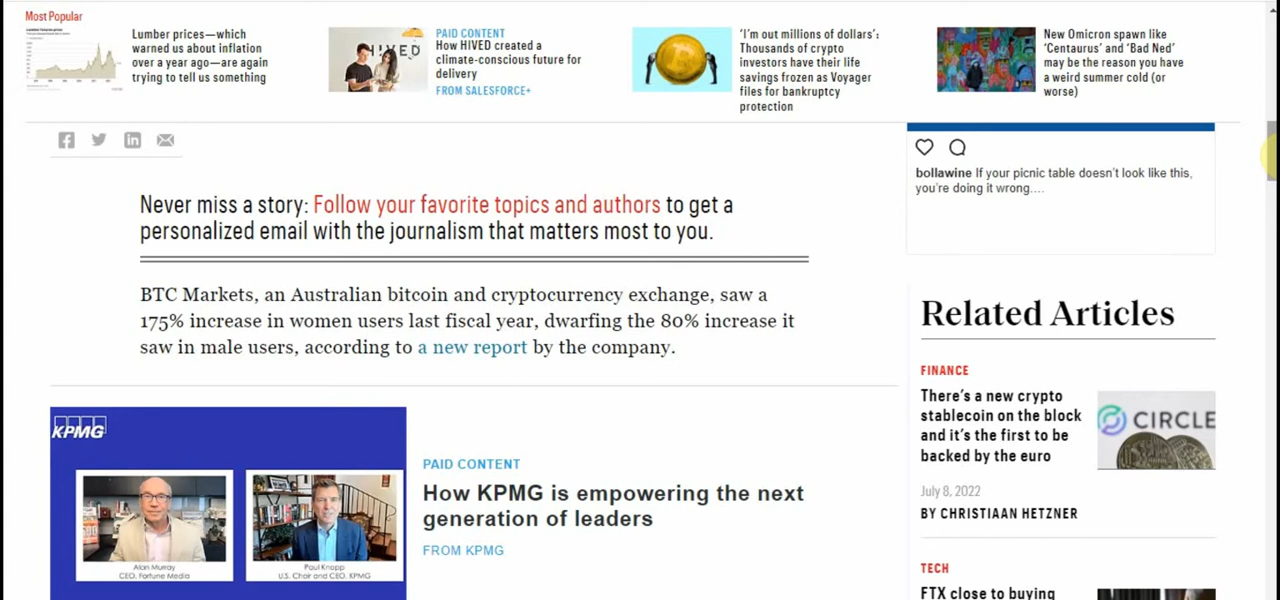 Most Popular
Lumber prices—which
warned us about inflation
over a year ago—are again
trying to tell us something
HIVED
PAID CONTENT
How HIVED created a
climate-conscious future for
delivery
FROM SALESFORCE+
'I'm out millions of dollars':
Thousands of crypto
investors have their life
savings frozen as Voyager
files for bankruptcy
protection
New Omicron spawn like
'Centaurus' and 'Bad Ned'
may be the reason you have
a weird summer cold (or
worse)
Never miss a story: Follow your favorite topics and authors to get a
personalized email with the journalism that matters most to you.
BTC Markets, an Australian bitcoin and cryptocurrency exchange, saw a
175% increase in women users last fiscal year, dwarfing the 80% increase it
saw in male users, according to a new report by the company.
KPMG
Alan Murray
CEO, Fortune Media
Paul Knopp
U.S. Chair and CEO, KPMG
PAID CONTENT
How KPMG is empowering the next
generation of leaders
FROM KPMG
bollawine If your picnic table doesn't look like this,
you're doing it wrong....
Related Articles
FINANCE
There's a new crypto
stablecoin on the block
and it's the first to be
backed by the euro
CIRCLE
July 8, 2022
BY CHRISTIAAN HETZNER
TECH
FTX close to buying